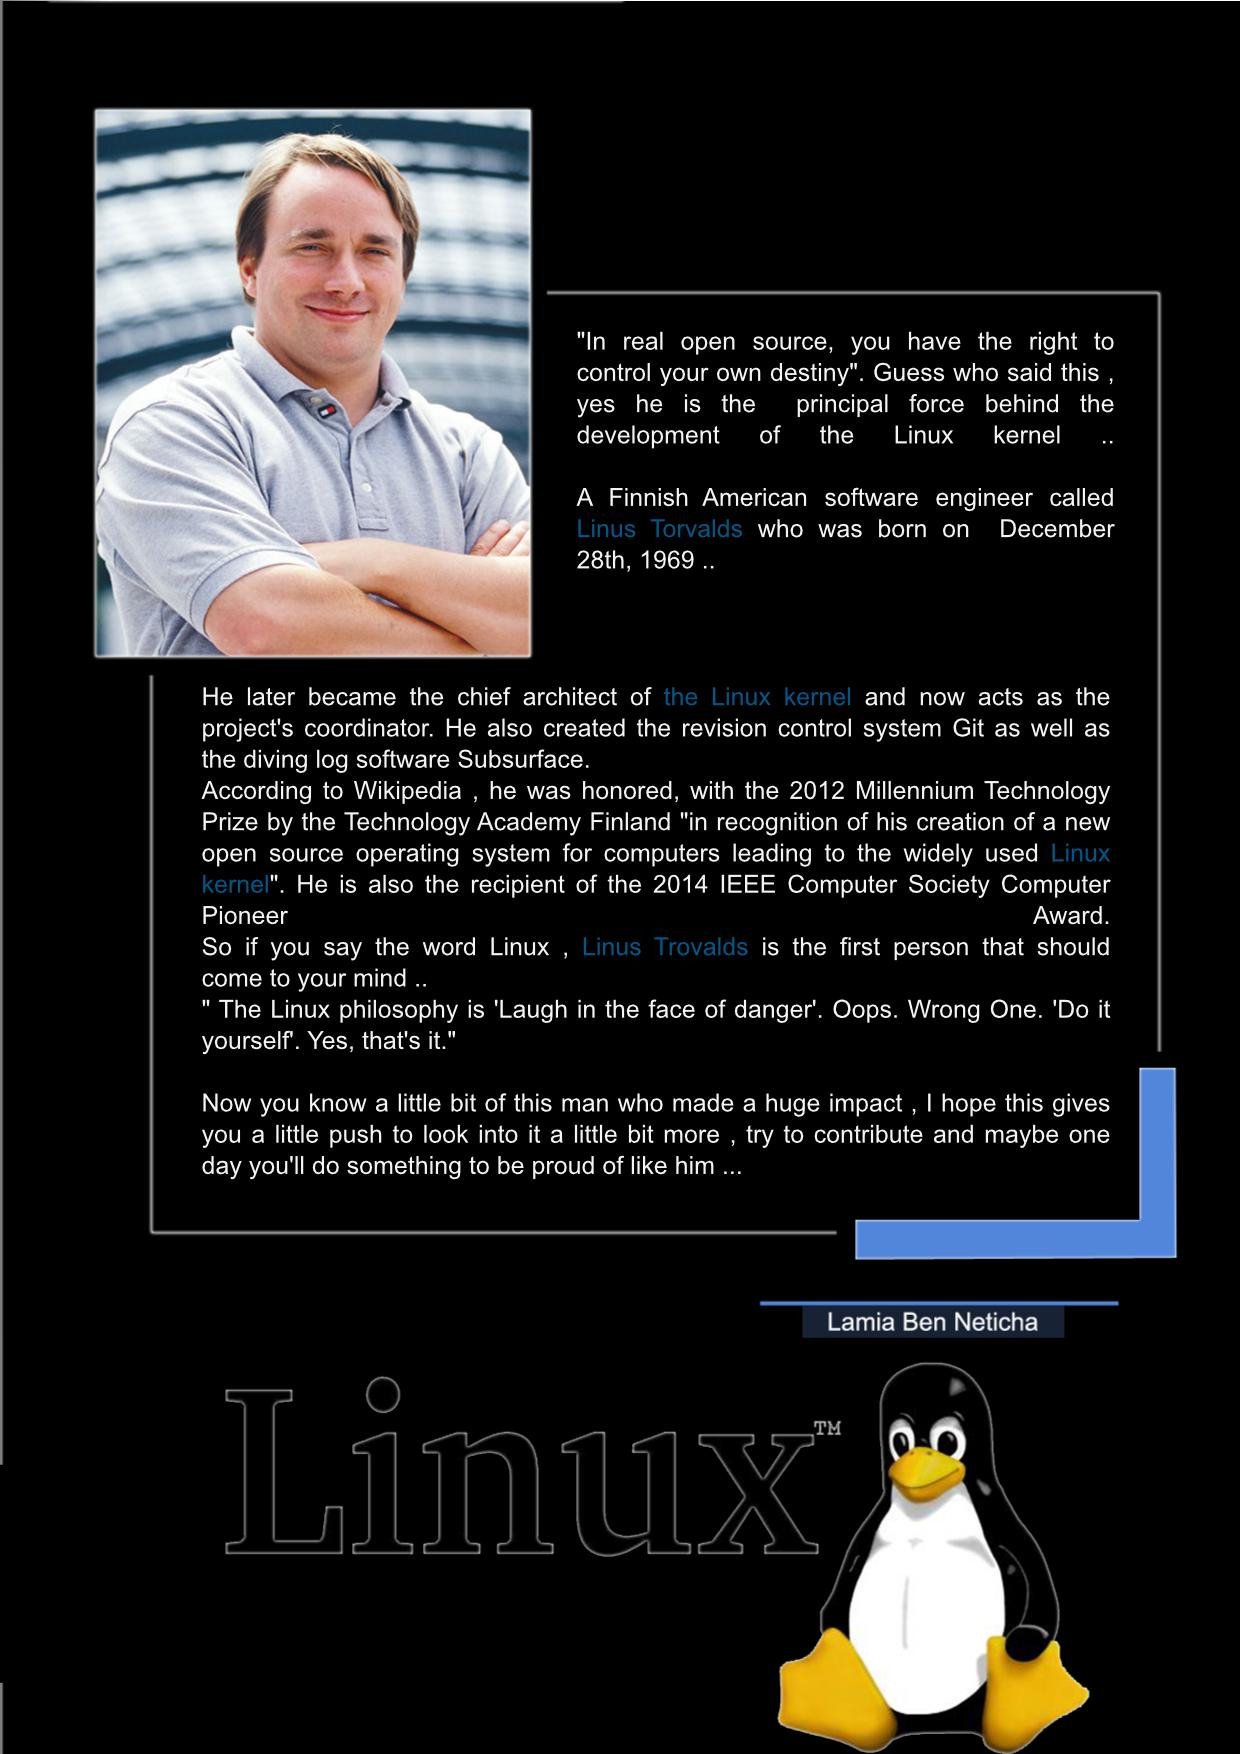 "In real open source, you have the right to
control your own destiny". Guess who said this ,
yes he is the principal force behind the
development of the Linux kernel ..
A Finnish American software engineer called
Linus Torvalds who was born on December
28th, 1969 ..
He later became the chief architect of the Linux kernel and now acts as the
project's coordinator. He also created the revision control system Git as well as
the diving log software Subsurface.
According to Wikipedia , he was honored, with the 2012 Millennium Technology
Prize by the Technology Academy Finland "in recognition of his creation of a new
open source operating system for computers leading to the widely used Linux
kernel". He is also the recipient of the 2014 IEEE Computer Society Computer
Pioneer Award.
So if you say the word Linux , Linus Trovalds is the first person that should
come to your mind ..
" The Linux philosophy is 'Laugh in the face of danger'. Oops. Wrong One. 'Do it
yourself'. Yes, that's it."
Now you know a little bit of this man who made a huge impact , I hope this gives
you a little push to look into it a little bit more , try to contribute and maybe one
day you'll do something to be proud of like him ...
Lamia Ben Neticha
Linux™